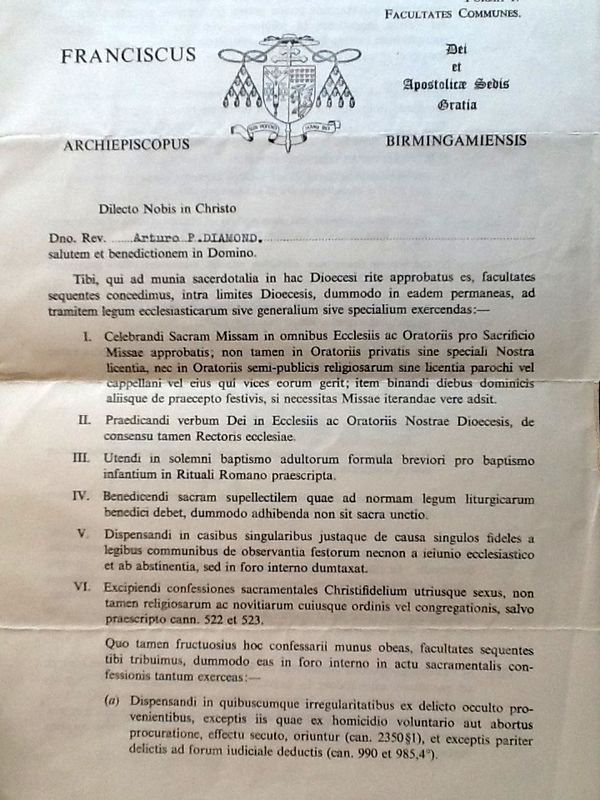 FACULTATES COMMUNES.
FRANCISCUS
Dei
et
Apostolicæ Sedis
Gratia
ARCHIEPISCOPUS
BIRMINGAMIENSIS
Dilecto Nobis in Christo
Dno. Rev. ......Arturo P.DIAMOND.
salutem et benedictionem in Domino.
Tibi, qui ad munia sacerdotalia in hac Dioecesi rite approbatus es, facultates
sequentes concedimus, intra limites Dioecesis, dummodo in eadem permaneas, ad
tramitem legum ecclesiasticarum sive generalium sive specialium exercendas:—
I. Celebrandi Sacram Missam in omnibus Ecclesiis ac Oratoriis pro Sacrificio
Missae approbatis; non tamen in Oratoriis privatis sine speciali Nostra
licentia, nec in Oratoriis semi-publicis religiosarum sine licentia parochi vel
cappellani vel eius qui vices eorum gerit; item binandi diebus dominicis
aliisque de praecepto festivis, si necessitas Missae iterandae vere adsit.
II. Praedicandi verbum Dei in Ecclesiis ac Oratoriis Nostrae Dioecesis, de
consensu tamen Rectoris ecclesiae.
III. Utendi in solemni baptismo adultorum formula breviori pro baptismo
infantium in Rituali Romano praescripta.
IV. Benedicendi sacram supellectilem quae ad normam legum liturgicarum
benedici debet, dummodo adhibenda non sit sacra unctio.
V. Dispensandi in casibus singularibus justaque de causa singulos fideles a
legibus communibus de observantia festorum necnon a ieiunio ecclesiastico
et ab abstinentia, sed in foro interno dumtaxat.
VI. Excipiendi confessiones sacramentales Christifidelium utriusque sexus, non
tamen religiosarum ac novitiarum cuiusque ordinis vel congregationis, salvo
praescripto cann. 522 et 523.
Quo tamen fructuosius hoc confessarii munus obeas, facultates sequentes
tibi tribuimus, dummodo eas in foro interno in actu sacramentalis con-
fessionis tantum exerceas:—
(a) Dispensandi in quibuscumque irregularitatibus ex delicto occulto pro-
venientibus, exceptis iis quae ex homicidio voluntario aut abortus
procuratione, effectu secuto, oriuntur (can. 2350§1), et exceptis pariter
delictis ad forum iudiciale deductis (can. 990 et 985,4°).